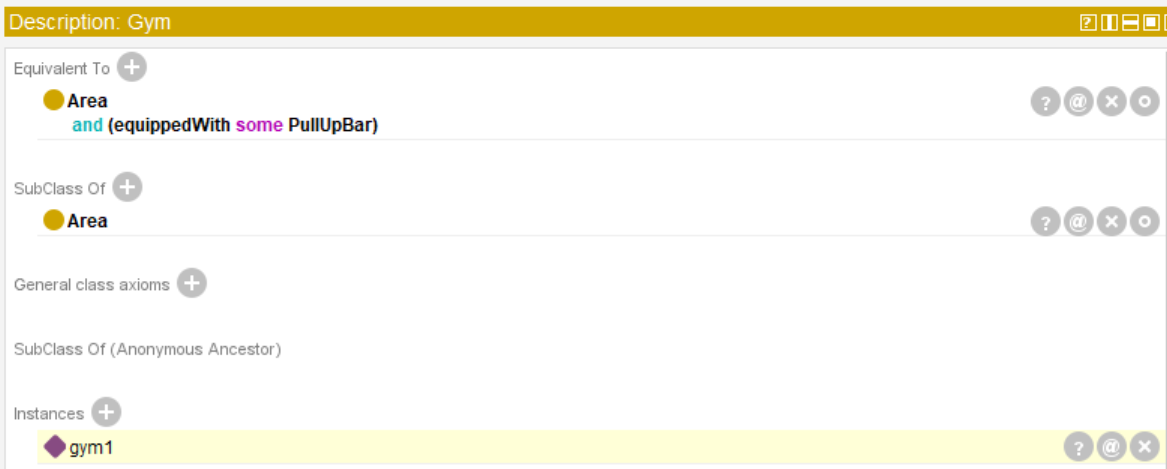 Description: Gym
Equivalent To
Area
and (equippedWith some PullUpBar)
SubClass Of
Area
General class axioms
SubClass Of (Anonymous Ancestor)
Instances
gym1